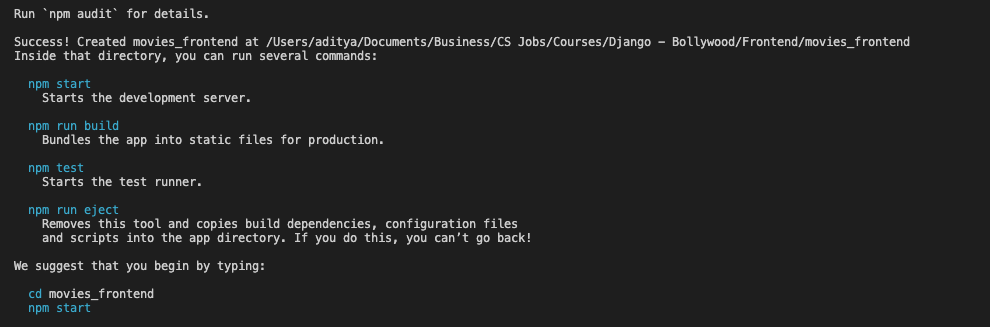 Run `npm audit` for details.
Success! Created movies_frontend at /Users/aditya/Documents/Business/CS Jobs/Courses/Django - Bollywood/Frontend/movies_frontend
Inside that directory, you can run several commands:
npm start
Starts the development server.
npm run build
Bundles the app into static files for production.
npm test
Starts the test runner.
npm run eject
Removes this tool and copies build dependencies, configuration files
and scripts into the app directory. If you do this, you can’t go back!
We suggest that you begin by typing:
cd movies_frontend
npm start